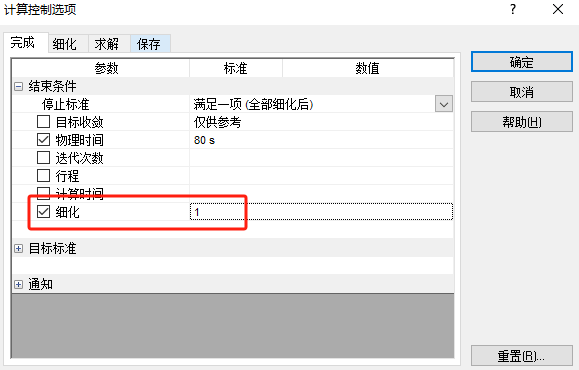 计算控制选项 ?
完成 细化 求解 保存
参数 标准 数值
结束条件
停止标准 满足一项 (全部细化后)
目标收敛 仅供参考
物理时间 80 s
迭代次数
行程
计算时间
细化 1
目标标准
通知
确定
取消
帮助(H)
重置(R)...